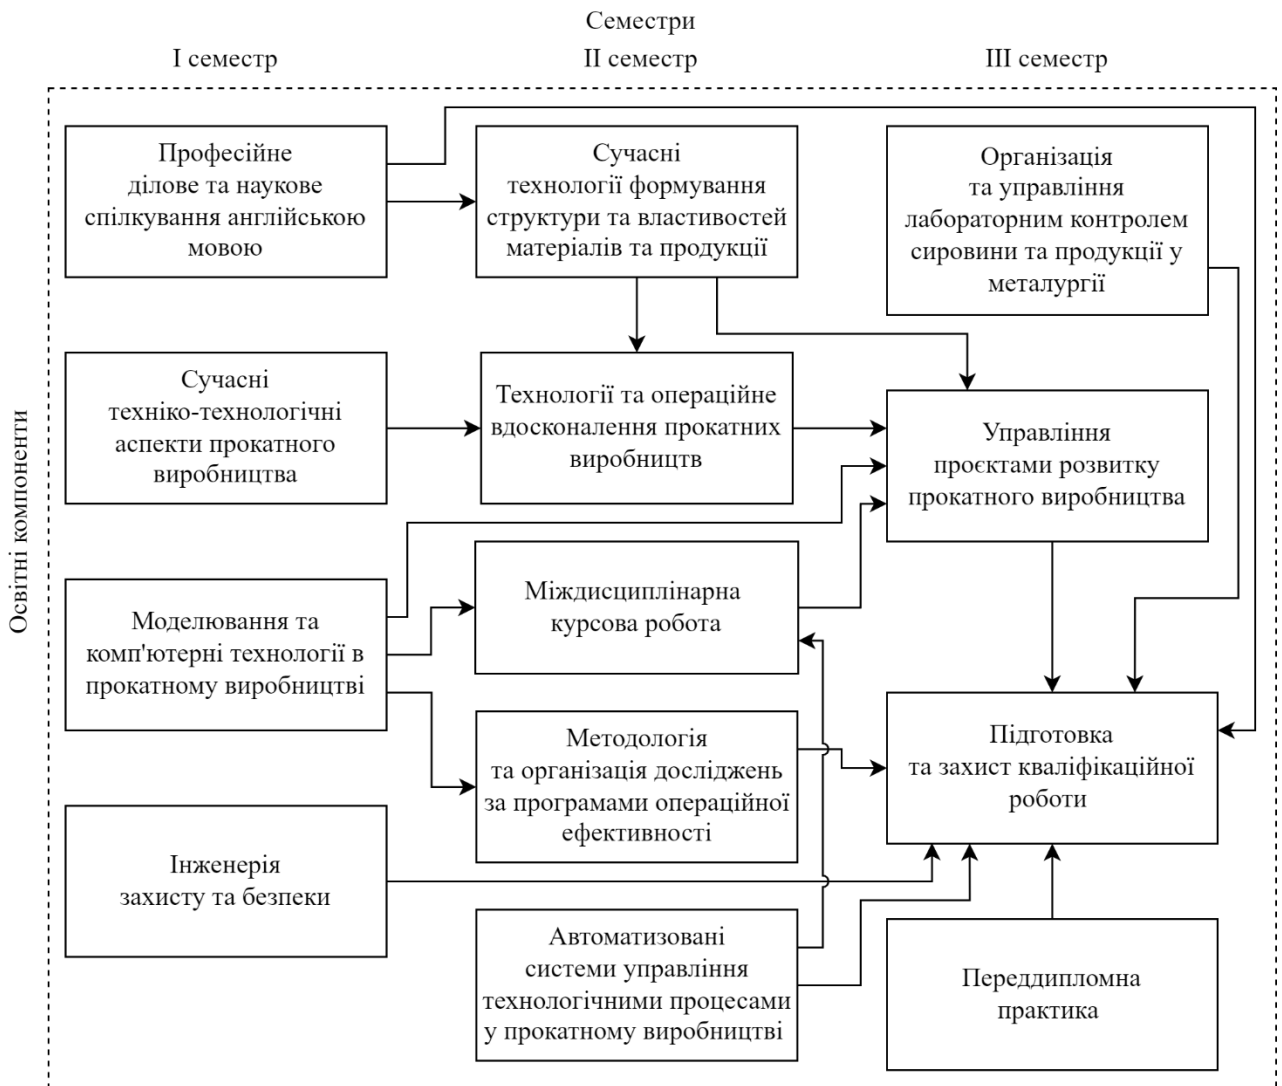 Семестри
I семестр
II семестр
III семестр
Освітні компоненти
Професійне
ділове та наукове
спілкування англійською
мовою
Сучасні
технології формування
структури та властивостей
матеріалів та продукції
Організація
та управління
лабораторним контролем
сировини та продукції у
металургії
Сучасні
техніко-технологічні
аспекти прокатного
виробництва
Технології та операційне
вдосконалення прокатних
виробництв
Управління
проєктами розвитку
прокатного виробництва
Моделювання та
комп'ютерні технології в
прокатному виробництві
Міждисциплінарна
курсова робота
Методологія
та організація досліджень
за програмами операційної
ефективності
Підготовка
та захист кваліфікаційної
роботи
Інженерія
захисту та безпеки
Автоматизовані
системи управління
технологічними процесами
у прокатному виробництві
Переддипломна
практика